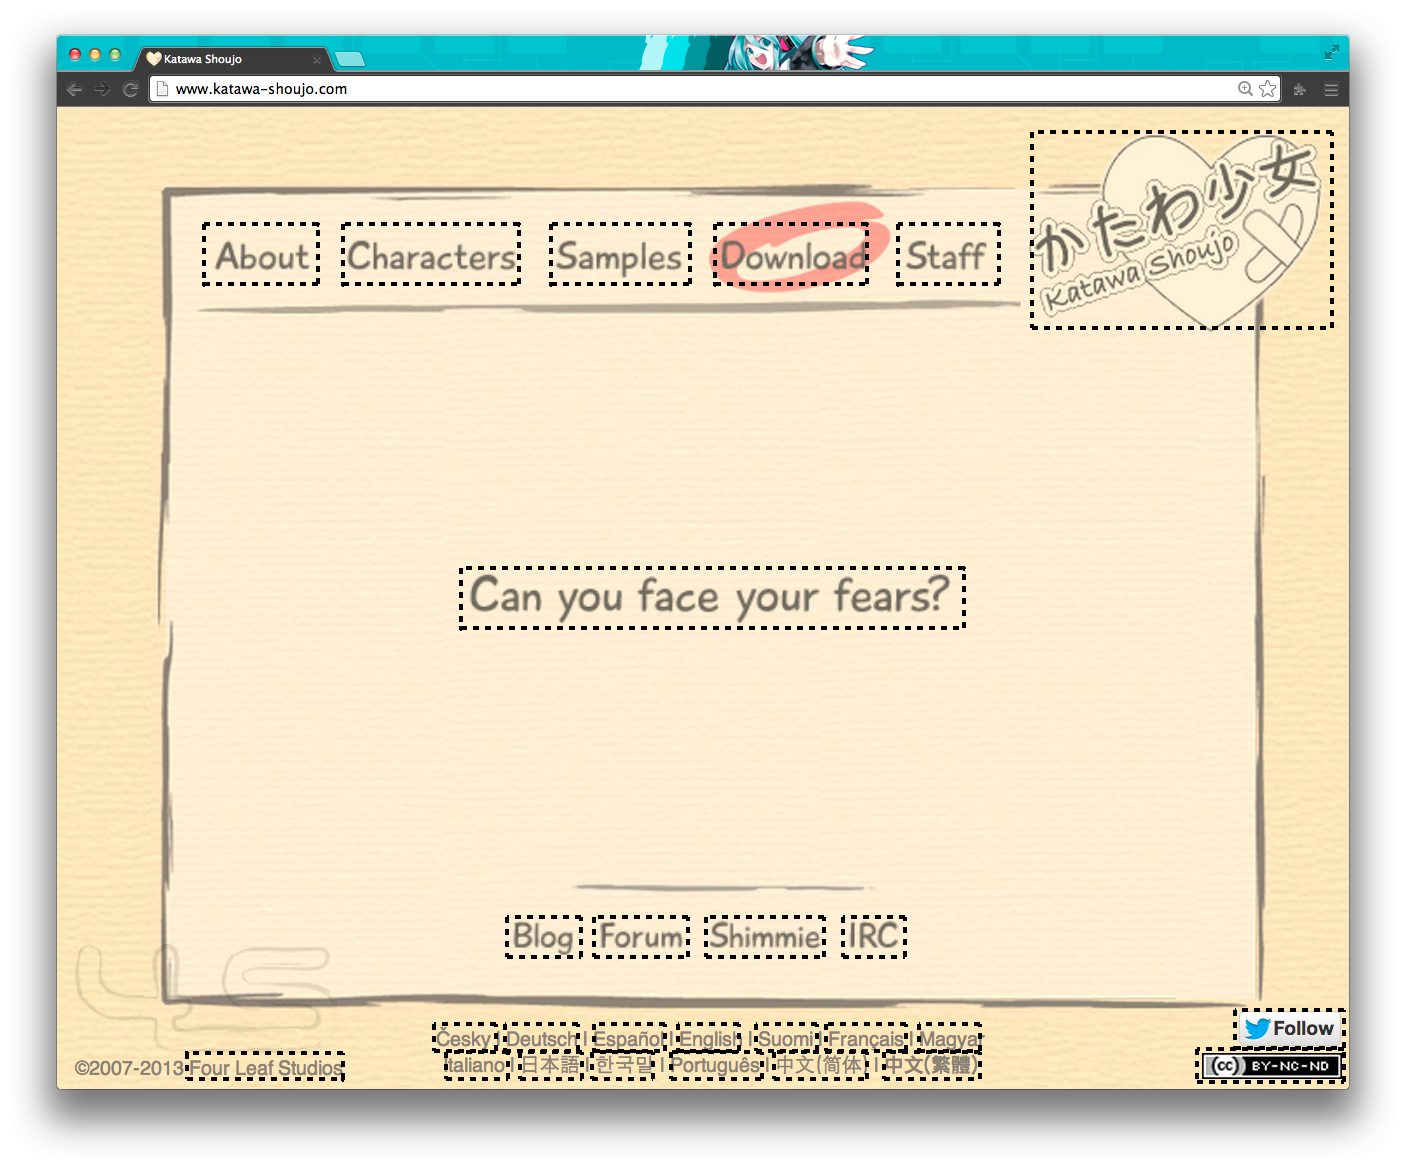 Katawa Shoujo
www.katawa-shoujo.com
かたわ少女
Katawa Shoujo
About Characters Samples Download Staff
Can you face your fears?
Blog Forum Shimmie IRC
4LS
Česky | Deutsch | Español | English | Suomi | Français | Magyar
Italiano | 日本語 | 한국말 | Português | 中文(简体) | 中文(繁體)
©2007-2013 Four Leaf Studios
Follow
cc BY-NC-ND